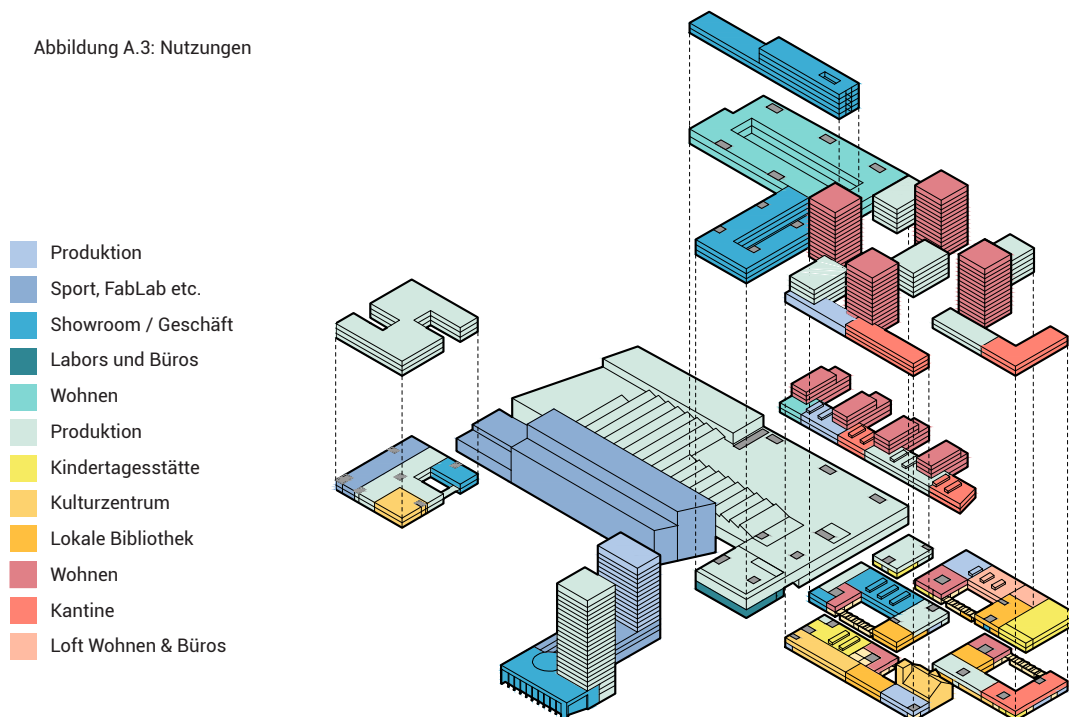 Abbildung A.3: Nutzungen
Produktion
Sport, FabLab etc.
Showroom / Geschäft
Labors und Büros
Wohnen
Produktion
Kindertagesstätte
Kulturzentrum
Lokale Bibliothek
Wohnen
Kantine
Loft Wohnen & Büros